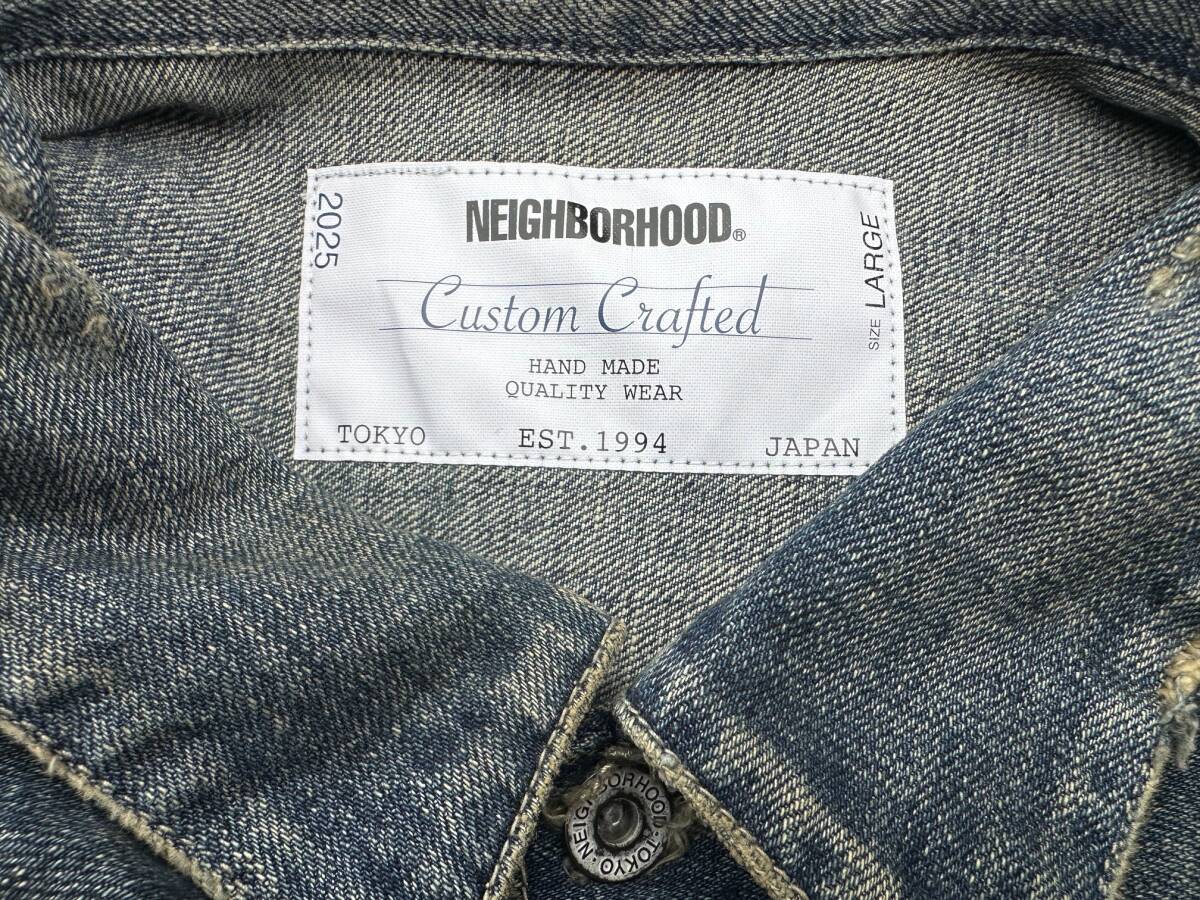 NEIGHBORHOOD®
2025
SIZE LARGE
Custom Crafted
HAND MADE
QUALITY WEAR
TOKYO EST.1994 JAPAN
NEIGHBORHOOD·TOKYO·